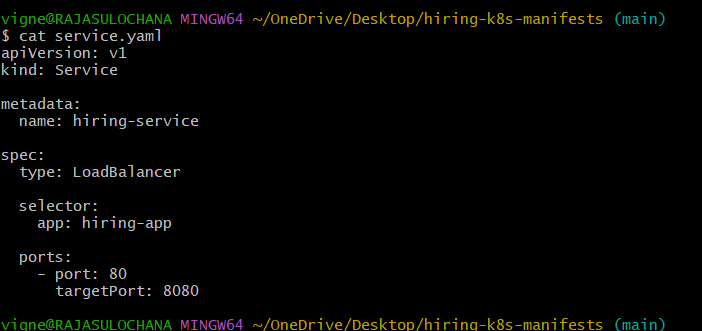 vigne@RAJASULOCHANA MINGW64 ~/OneDrive/Desktop/hiring-k8s-manifests (main)
$ cat service.yaml
apiVersion: v1
kind: Service

metadata:
  name: hiring-service

spec:
  type: LoadBalancer

  selector:
    app: hiring-app

  ports:
    - port: 80
      targetPort: 8080

vigne@RAJASULOCHANA MINGW64 ~/OneDrive/Desktop/hiring-k8s-manifests (main)